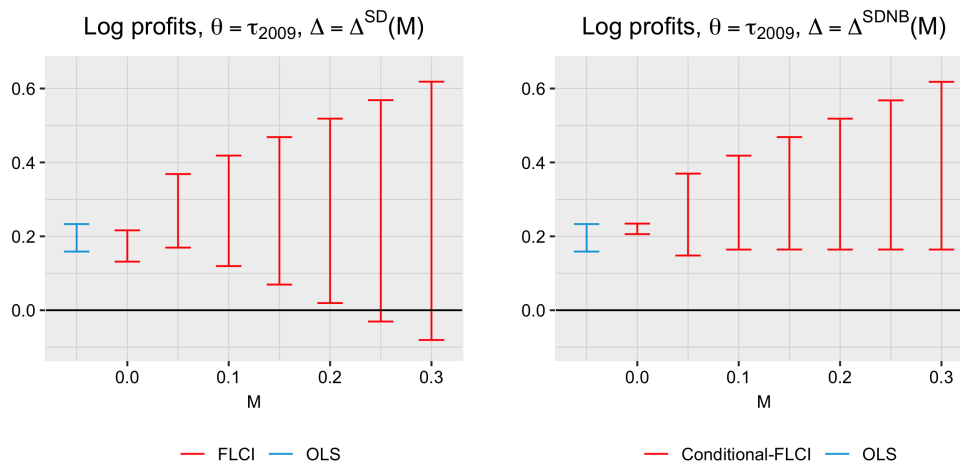 Log profits, θ = τ₂₀₀₉, Δ = Δ^SD(M)
0.6
0.4
0.2
0.0
0.0 0.1 0.2 0.3
M
FLCI OLS
Log profits, θ = τ₂₀₀₉, Δ = Δ^SDNB(M)
0.6
0.4
0.2
0.0
0.0 0.1 0.2 0.3
M
Conditional-FLCI OLS